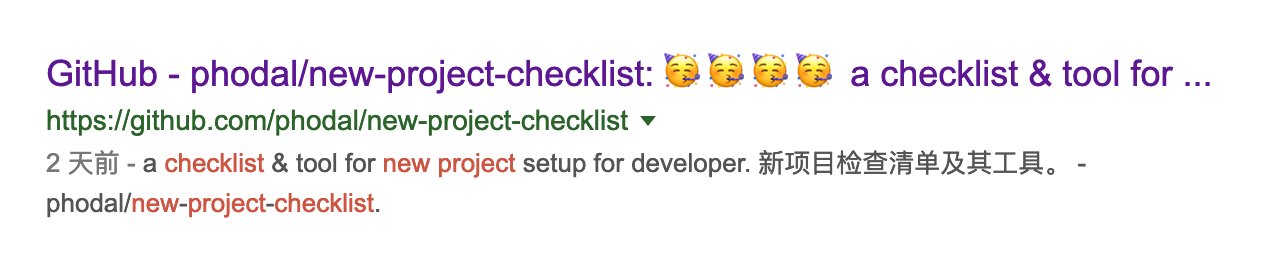 GitHub - phodal/new-project-checklist: 🥳🥳🥳🥳 a checklist & tool for ...
https://github.com/phodal/new-project-checklist
2 天前 - a checklist & tool for new project setup for developer. 新项目检查清单及其工具。 -
phodal/new-project-checklist.